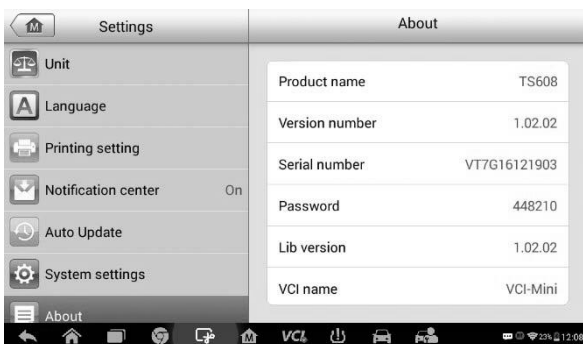 M Settings
About
Unit
A Language
Printing setting
Notification center On
Auto Update
System settings
About
Product name TS608
Version number 1.02.02
Serial number VT7G16121903
Password 448210
Lib version 1.02.02
VCI name VCI-Mini
M VCI 23% 12:08